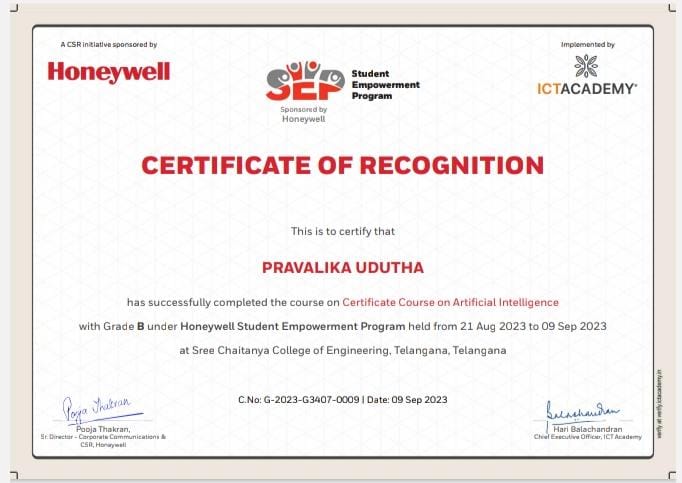 A CSR initiative sponsored by
Honeywell
SEP
Student
Empowerment
Program
Sponsored by
Honeywell
Implemented by
ICTACADEMY®
CERTIFICATE OF RECOGNITION
This is to certify that
PRAVALIKA UDUTHA
has successfully completed the course on Certificate Course on Artificial Intelligence
with Grade B under Honeywell Student Empowerment Program held from 21 Aug 2023 to 09 Sep 2023
at Sree Chaitanya College of Engineering, Telangana, Telangana
C.No: G-2023-G3407-0009 | Date: 09 Sep 2023
Pooja Thakran
Pooja Thakran,
Sr. Director - Corporate Communications &
CSR, Honeywell
Balachandran
Hari Balachandran
Chief Executive Officer, ICT Academy
verify at verify.ictacademy.in